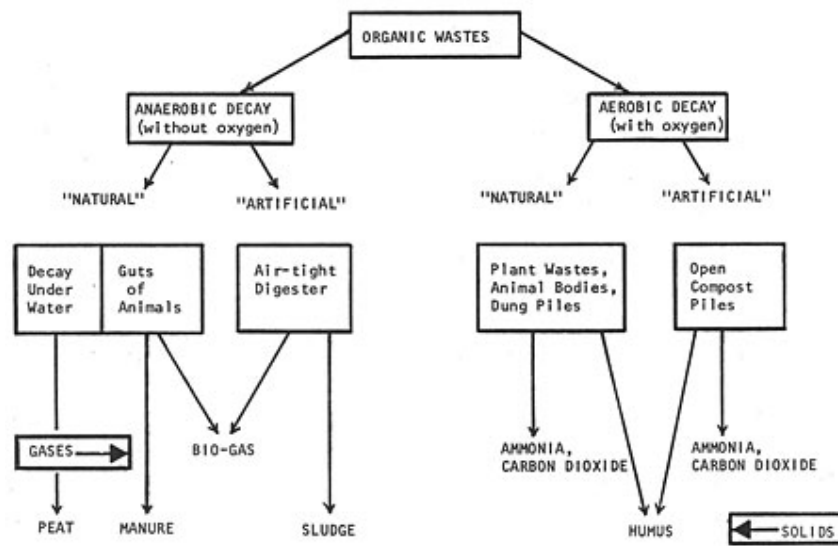 ORGANIC WASTES
ANAEROBIC DECAY
(without oxygen)
AEROBIC DECAY
(with oxygen)
"NATURAL"
"ARTIFICIAL"
"NATURAL"
"ARTIFICIAL"
Decay
Under
Water
Guts
of
Animals
Air-tight
Digester
Plant Wastes,
Animal Bodies,
Dung Piles
Open
Compost
Piles
GASES
BIO-GAS
AMMONIA,
CARBON DIOXIDE
AMMONIA,
CARBON DIOXIDE
PEAT
MANURE
SLUDGE
HUMUS
SOLIDS